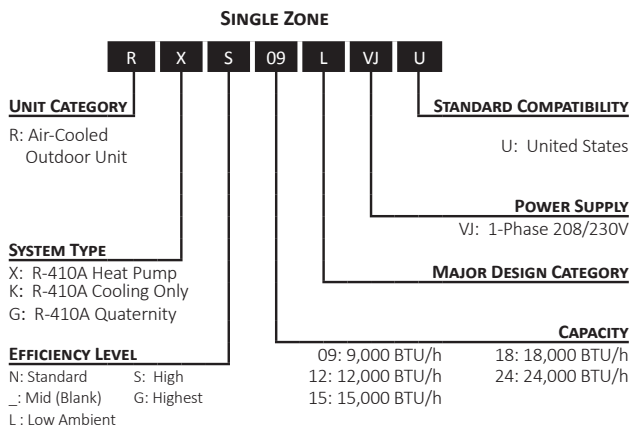 SINGLE ZONE
R X S 09 L VJ U
UNIT CATEGORY
R: Air-Cooled
Outdoor Unit
STANDARD COMPATIBILITY
U: United States
POWER SUPPLY
VJ: 1-Phase 208/230V
SYSTEM TYPE
X: R-410A Heat Pump
K: R-410A Cooling Only
G: R-410A Quaternity
MAJOR DESIGN CATEGORY
CAPACITY
09: 9,000 BTU/h 18: 18,000 BTU/h
12: 12,000 BTU/h 24: 24,000 BTU/h
15: 15,000 BTU/h
EFFICIENCY LEVEL
N: Standard S: High
_: Mid (Blank) G: Highest
L : Low Ambient